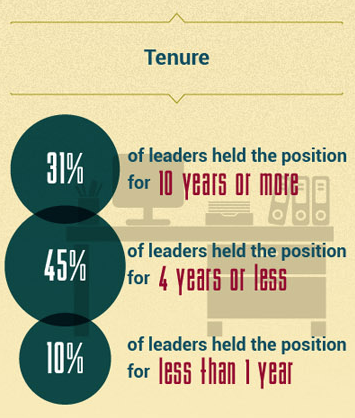 Tenure
31%
of leaders held the position
for 10 years or more
45%
of leaders held the position
for 4 years or less
10%
of leaders held the position
for less than 1 year